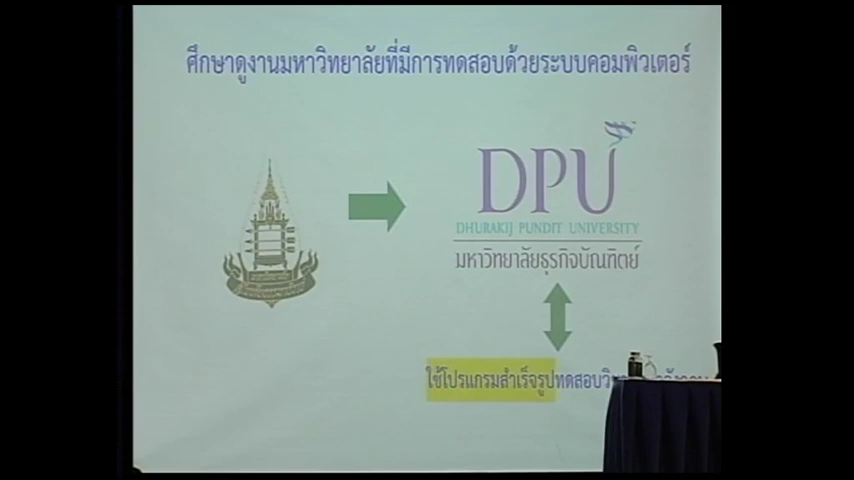 ศึกษาดูงานมหาวิทยาลัยที่มีการทดสอบด้วยระบบคอมพิวเตอร์
DPU
DHURAKIJ PUNDIT UNIVERSITY
มหาวิทยาลัยธุรกิจบัณฑิตย์
ใช้โปรแกรมสำเร็จรูปทดสอบ